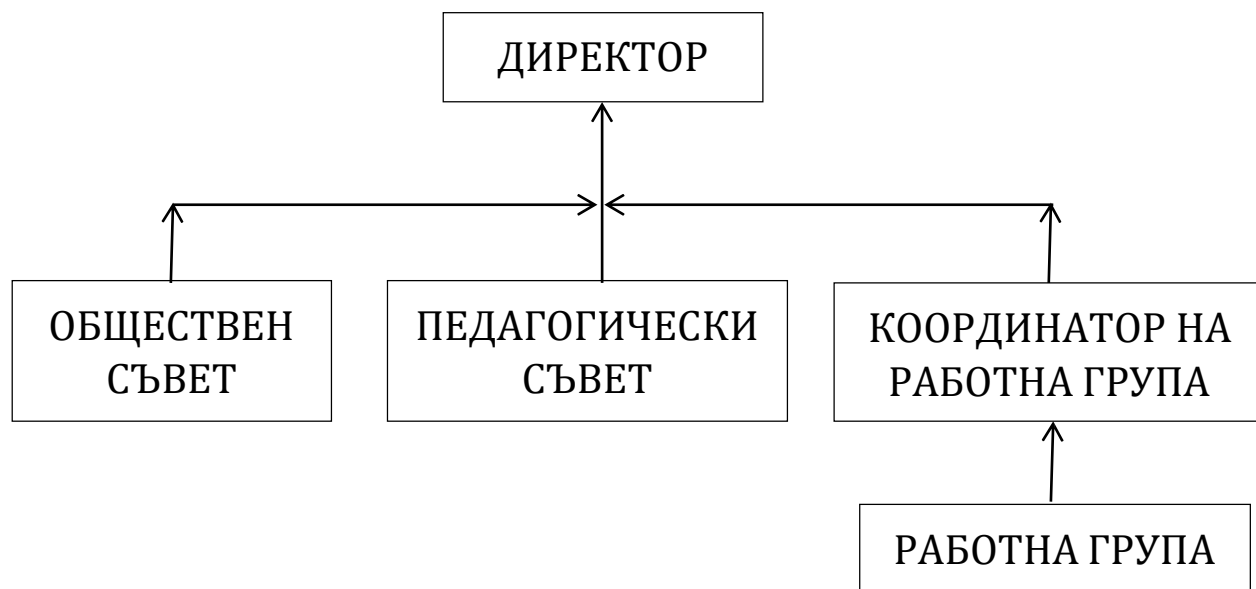 ДИРЕКТОР
ОБЩЕСТВЕН
СЪВЕТ
ПЕДАГОГИЧЕСКИ
СЪВЕТ
КООРДИНАТОР НА
РАБОТНА ГРУПА
РАБОТНА ГРУПА